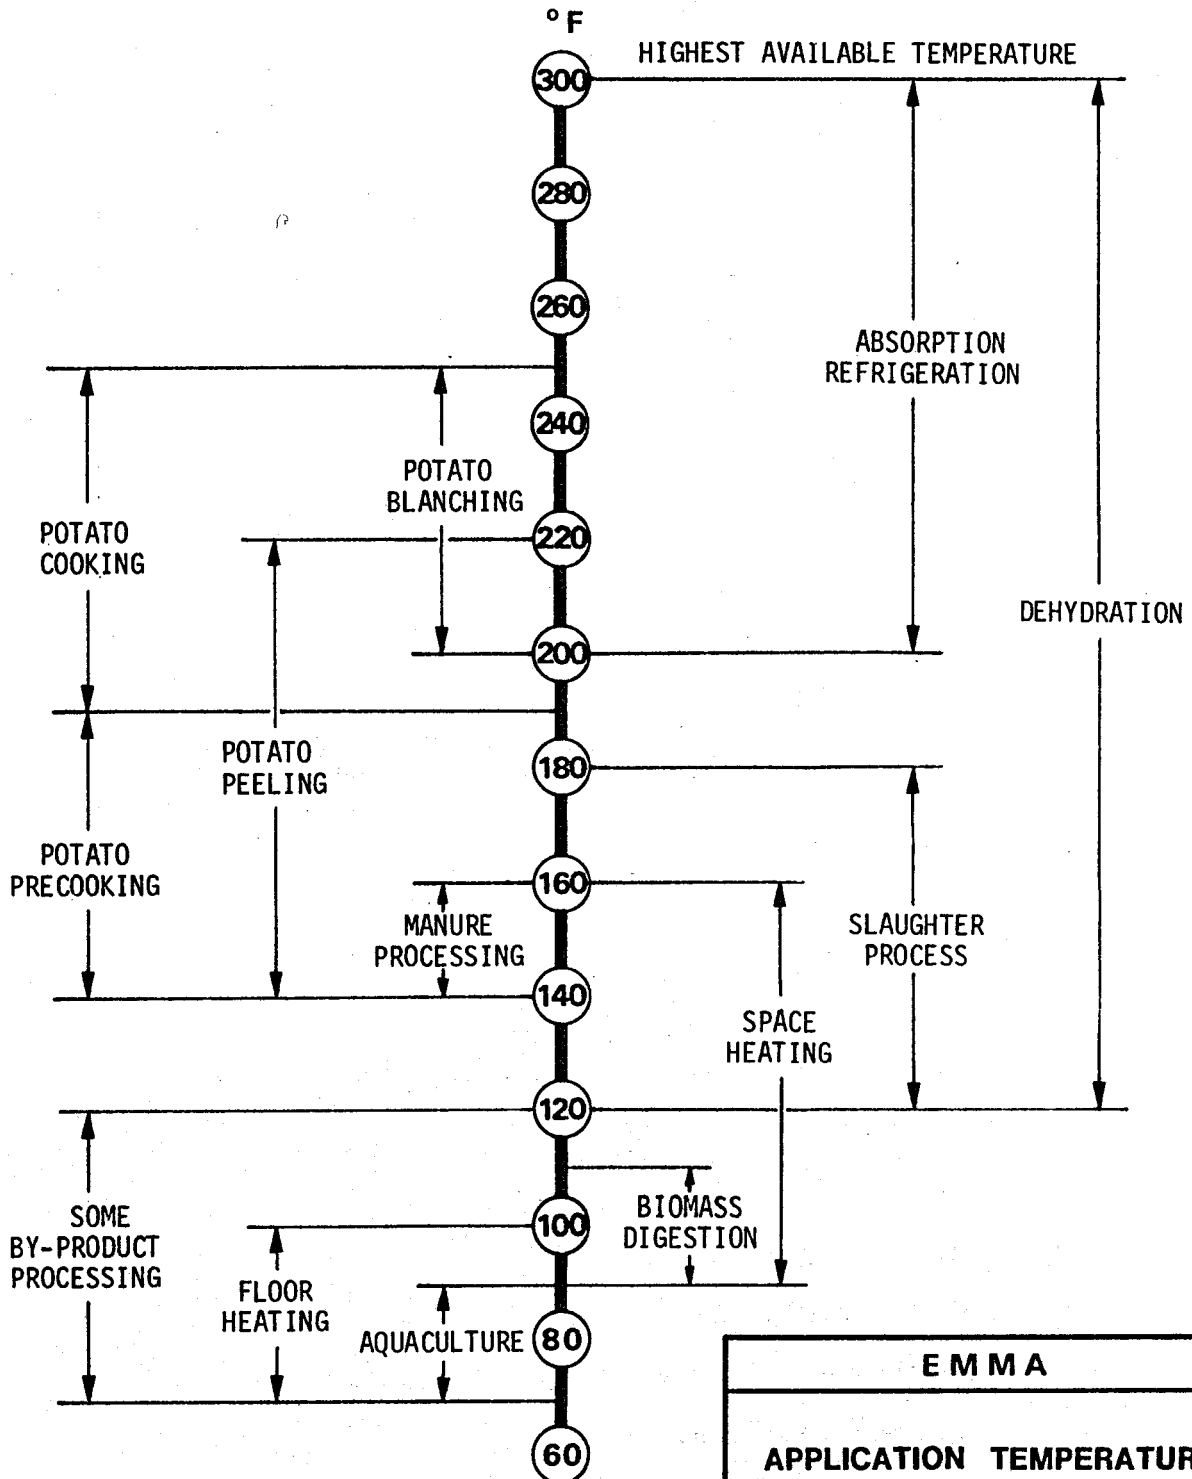 °F
HIGHEST AVAILABLE TEMPERATURE
300
280
260
ABSORPTION
REFRIGERATION
240
POTATO
BLANCHING
POTATO
COOKING
220
DEHYDRATION
200
POTATO
PEELING
180
POTATO
PRECOOKING
160
MANURE
PROCESSING
SLAUGHTER
PROCESS
140
SPACE
HEATING
120
SOME
BY-PRODUCT
PROCESSING
100
BIOMASS
DIGESTION
FLOOR
HEATING
AQUACULTURE
80
EMMA
60
APPLICATION TEMPERATUR